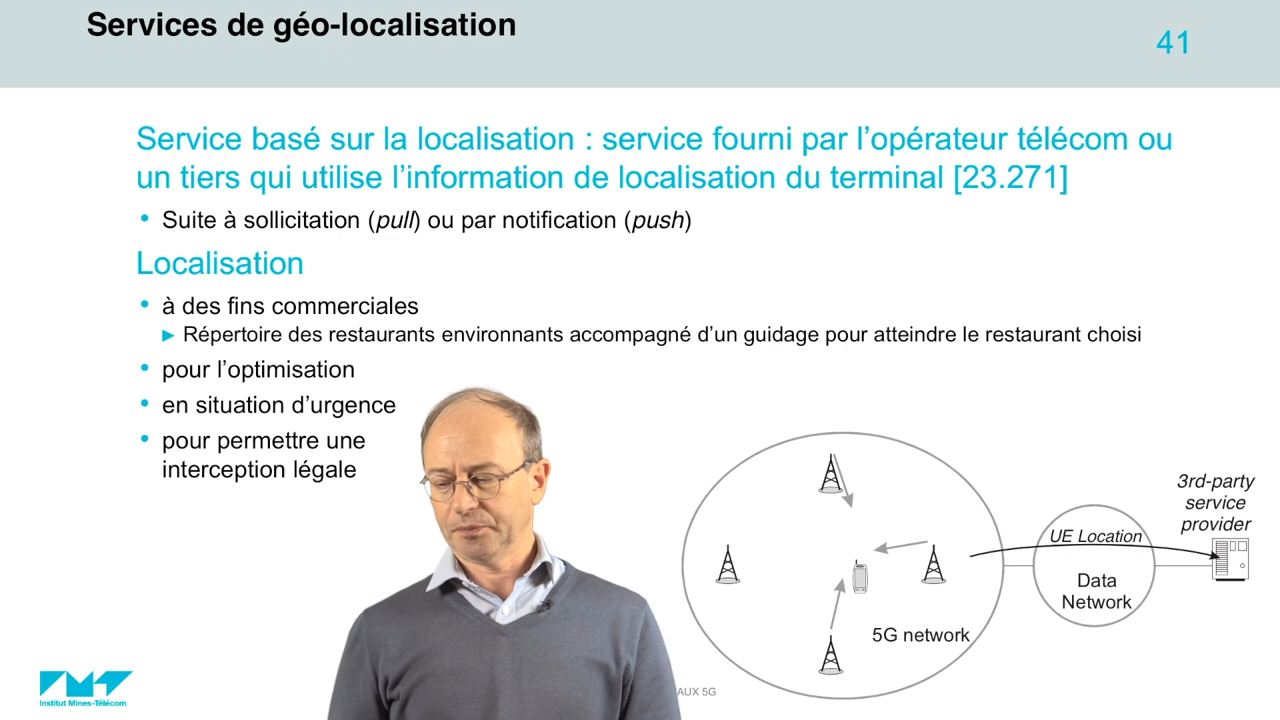 Services de géo-localisation
41
Service basé sur la localisation : service fourni par l’opérateur télécom ou
un tiers qui utilise l’information de localisation du terminal [23.271]
• Suite à sollicitation (pull) ou par notification (push)
Localisation
• à des fins commerciales
► Répertoire des restaurants environnants accompagné d’un guidage pour atteindre le restaurant choisi
• pour l’optimisation
• en situation d’urgence
• pour permettre une
interception légale
3rd-party
service
provider
UE Location
Data
Network
5G network
AUX 5G
Institut Mines-Télécom